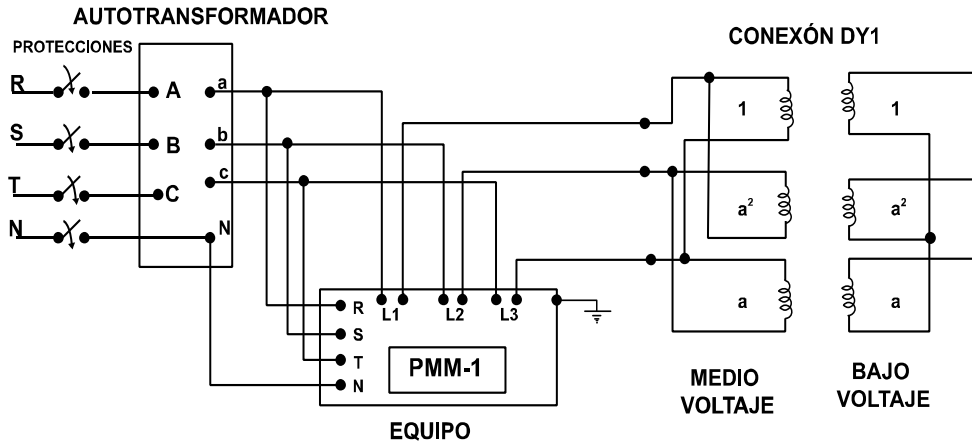 AUTOTRANSFORMADOR
PROTECCIONES
CONEXÓN DY1
R
A
a
S
B
b
T
C
c
N
N
1
1
a²
a²
a
a
R
L1
L2
L3
S
T
N
PMM-1
EQUIPO
MEDIO
VOLTAJE
BAJO
VOLTAJE